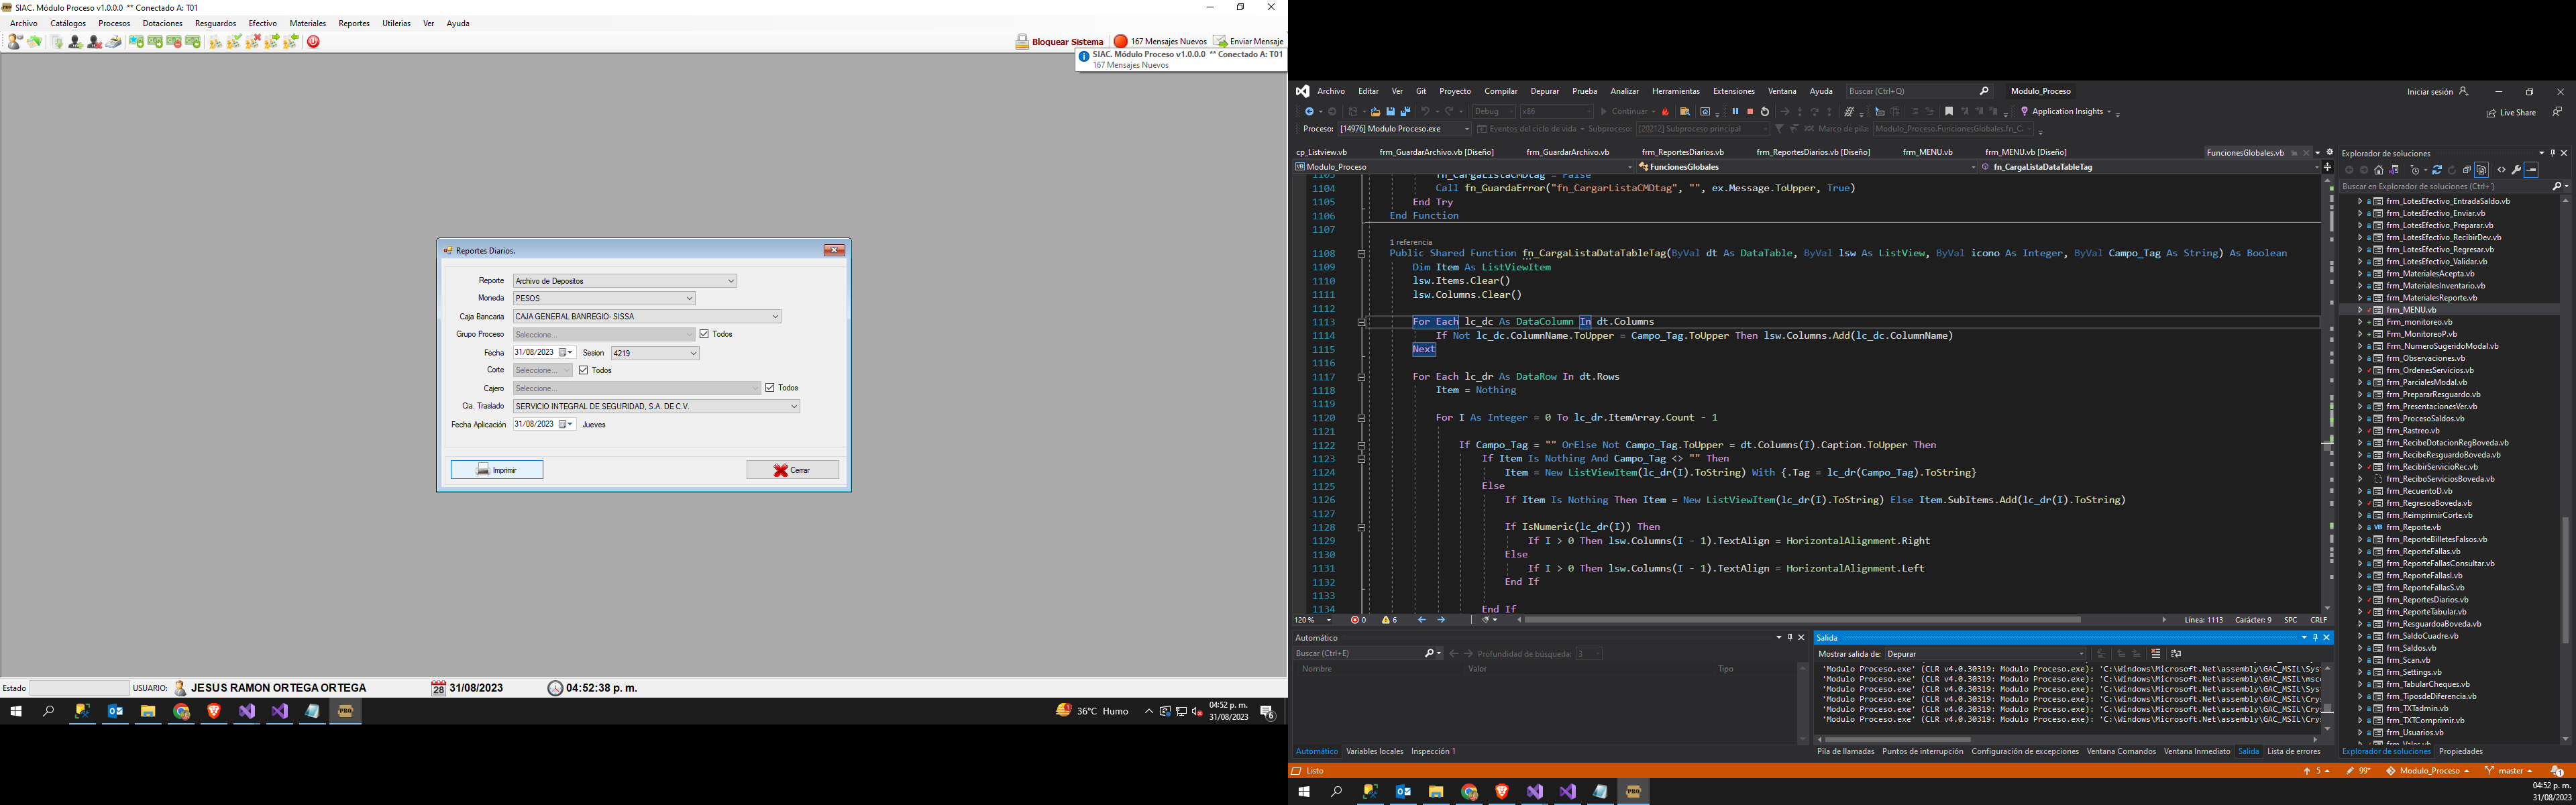 SIAC. Módulo Proceso v1.0.0.0 ** Conectado A: T01
Archivo Catálogos Procesos Dotaciones Resguardos Efectivo Materiales Reportes Utilerias Ver Ayuda
Bloquear Sistema 167 Mensajes Nuevos Enviar Mensaje
SIAC. Módulo Proceso v1.0.0.0 ** Conectado A: T01
167 Mensajes Nuevos
Reportes Diarios.
Reporte Archivo de Depositos
Moneda PESOS
Caja Bancaria CAJA GENERAL BANREGIO- SISSA
Grupo Proceso Seleccione... Todos
Fecha 31/08/2023 Sesion 4219
Corte Seleccione... Todos
Cajero Seleccione... Todos
Cia. Traslado SERVICIO INTEGRAL DE SEGURIDAD, S.A. DE C.V.
Fecha Aplicación 31/08/2023 Jueves
Imprimir Cerrar
Estado USUARIO: JESUS RAMON ORTEGA ORTEGA 28 31/08/2023 04:52:38 p. m.
36°C Humo 04:52 p. m.
31/08/2023
Archivo Editar Ver Git Proyecto Compilar Depurar Prueba Analizar Herramientas Extensiones Ventana Ayuda Buscar (Ctrl+Q) Modulo_Proceso Iniciar sesión
Debug x86 Continuar Application Insights Live Share
Proceso: [14976] Modulo Proceso.exe Eventos del ciclo de vida Subproceso: [20212] Subproceso principal Marco de pila: Modulo_Proceso.FuncionesGlobales.fn_C
cp_Listview.vb frm_GuardarArchivo.vb [Diseño] frm_GuardarArchivo.vb frm_ReportesDiarios.vb frm_ReportesDiarios.vb [Diseño] frm_MENU.vb frm_MENU.vb [Diseño] FuncionesGlobales.vb
Modulo_Proceso FuncionesGlobales fn_CargaListaDataTableTag
1103 fn_CargaListaCMDtag = False
1104 Call fn_GuardaError("fn_CargarListaCMDtag", "", ex.Message.ToUpper, True)
1105 End Try
1106 End Function
1107
1 referencia
1108 Public Shared Function fn_CargaListaDataTableTag(ByVal dt As DataTable, ByVal lsw As ListView, ByVal icono As Integer, ByVal Campo_Tag As String) As Boolean
1109 Dim Item As ListViewItem
1110 lsw.Items.Clear()
1111 lsw.Columns.Clear()
1112
1113 For Each lc_dc As DataColumn In dt.Columns
1114 If Not lc_dc.ColumnName.ToUpper = Campo_Tag.ToUpper Then lsw.Columns.Add(lc_dc.ColumnName)
1115 Next
1116
1117 For Each lc_dr As DataRow In dt.Rows
1118 Item = Nothing
1119
1120 For I As Integer = 0 To lc_dr.ItemArray.Count - 1
1121
1122 If Campo_Tag = "" OrElse Not Campo_Tag.ToUpper = dt.Columns(I).Caption.ToUpper Then
1123 If Item Is Nothing And Campo_Tag <> "" Then
1124 Item = New ListViewItem(lc_dr(I).ToString) With {.Tag = lc_dr(Campo_Tag).ToString}
1125 Else
1126 If Item Is Nothing Then Item = New ListViewItem(lc_dr(I).ToString) Else Item.SubItems.Add(lc_dr(I).ToString)
1127
1128 If IsNumeric(lc_dr(I)) Then
1129 If I > 0 Then lsw.Columns(I - 1).TextAlign = HorizontalAlignment.Right
1130 Else
1131 If I > 0 Then lsw.Columns(I - 1).TextAlign = HorizontalAlignment.Left
1132 End If
1133
1134 End If
120 % 0 6 Línea: 1113 Carácter: 9 SPC CRLF
Automático
Buscar (Ctrl+E) Profundidad de búsqueda: 3
Nombre Valor Tipo
Automático Variables locales Inspección 1
Salida
Mostrar salida de: Depurar
'Modulo Proceso.exe' (CLR v4.0.30319: Modulo Proceso.exe): 'C:\Windows\Microsoft.Net\assembly\GAC_MSIL\Sys
'Modulo Proceso.exe' (CLR v4.0.30319: Modulo Proceso.exe): 'C:\Windows\Microsoft.Net\assembly\GAC_MSIL\msc
'Modulo Proceso.exe' (CLR v4.0.30319: Modulo Proceso.exe): 'C:\Windows\Microsoft.Net\assembly\GAC_MSIL\Sys
'Modulo Proceso.exe' (CLR v4.0.30319: Modulo Proceso.exe): 'C:\Windows\Microsoft.Net\assembly\GAC_MSIL\Cry
'Modulo Proceso.exe' (CLR v4.0.30319: Modulo Proceso.exe): 'C:\Windows\Microsoft.Net\assembly\GAC_MSIL\Cry
'Modulo Proceso.exe' (CLR v4.0.30319: Modulo Proceso.exe): 'C:\Windows\Microsoft.Net\assembly\GAC_MSIL\Cry
Pila de llamadas Puntos de interrupción Configuración de excepciones Ventana Comandos Ventana Inmediato Salida Lista de errores
Explorador de soluciones
Buscar en Explorador de soluciones (Ctrl+´)
frm_LotesEfectivo_EntradaSaldo.vb
frm_LotesEfectivo_Enviar.vb
frm_LotesEfectivo_Preparar.vb
frm_LotesEfectivo_RecibirDev.vb
frm_LotesEfectivo_Regresar.vb
frm_LotesEfectivo_Validar.vb
frm_MaterialesAcepta.vb
frm_MaterialesInventario.vb
frm_MaterialesReporte.vb
frm_MENU.vb
Frm_monitoreo.vb
Frm_MonitoreoP.vb
Frm_NumeroSugeridoModal.vb
frm_Observaciones.vb
frm_OrdenesServicios.vb
frm_ParcialesModal.vb
frm_PrepararResguardo.vb
frm_PresentacionesVer.vb
frm_ProcesoSaldos.vb
frm_Rastreo.vb
frm_RecibeDotacionRegBoveda.vb
frm_RecibeResguardoBoveda.vb
frm_RecibirServicioRec.vb
frm_ReciboServiciosBoveda.vb
frm_RecuentoD.vb
frm_RegresoaBoveda.vb
frm_ReimprimirCorte.vb
frm_Reporte.vb
frm_ReporteBilletesFalsos.vb
frm_ReporteFallas.vb
frm_ReporteFallasConsultar.vb
frm_ReporteFallasI.vb
frm_ReporteFallasS.vb
frm_ReportesDiarios.vb
frm_ReporteTabular.vb
frm_ResguardoaBoveda.vb
frm_SaldoCuadre.vb
frm_Saldos.vb
frm_Scan.vb
frm_Settings.vb
frm_TabularCheques.vb
frm_TiposdeDiferencia.vb
frm_TXTadmin.vb
frm_TXTComprimir.vb
frm_Usuarios.vb
frm_Vales.vb
Explorador de soluciones Propiedades
Listo 5 99+ Modulo_Proceso master
04:52 p. m.
31/08/2023